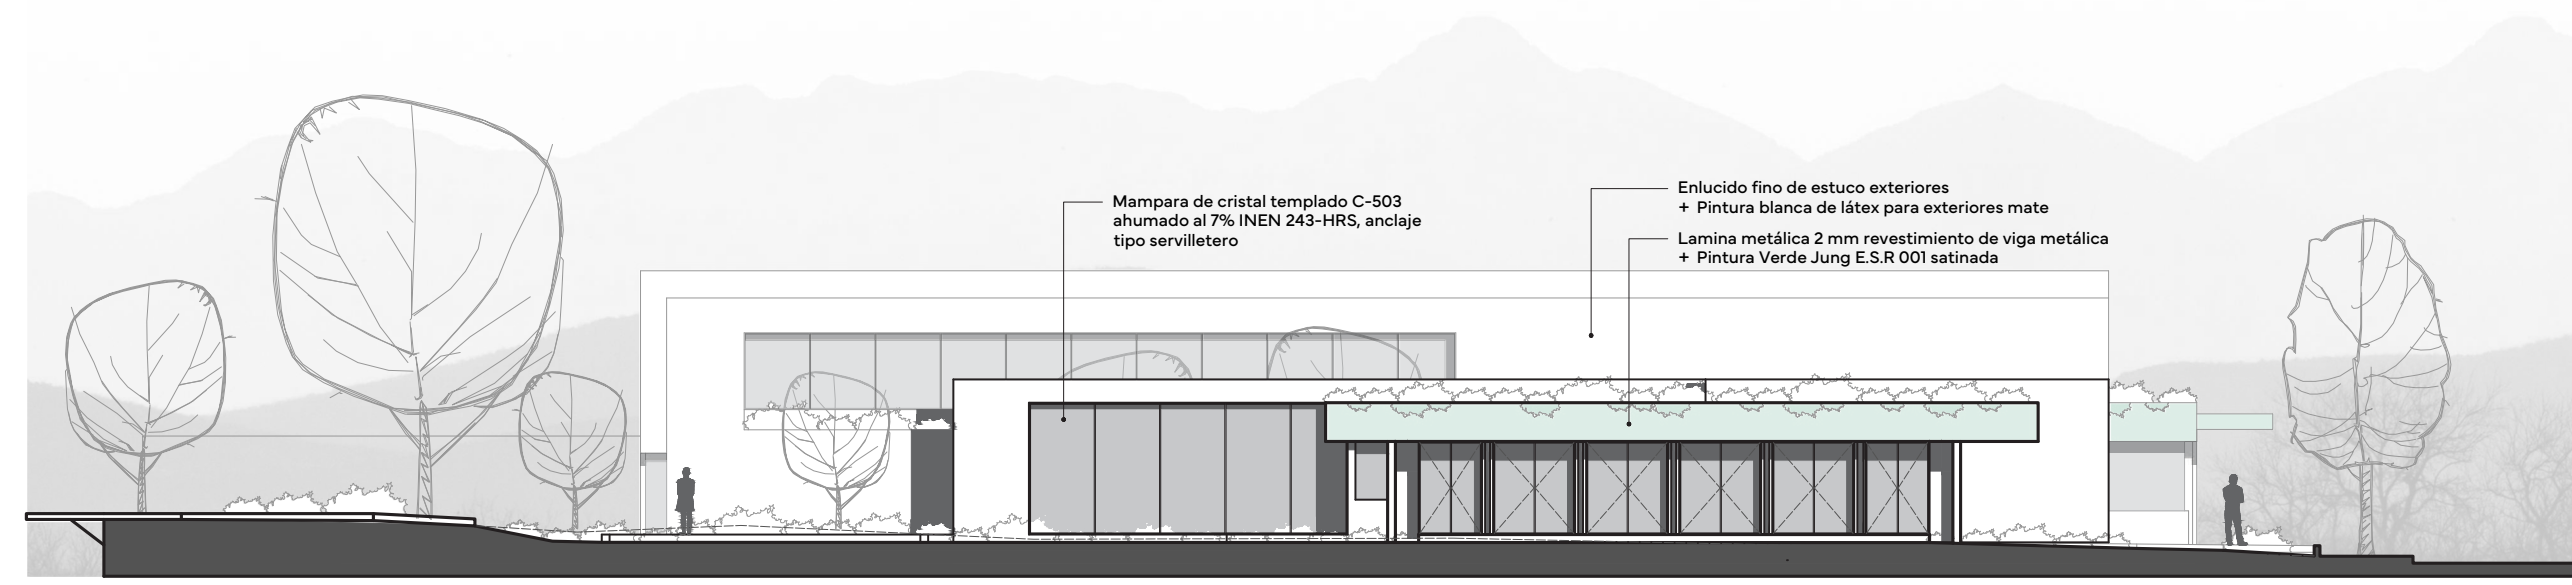 Mampara de cristal templado C-503
ahumado al 7% INEN 243-HRS, anclaje
tipo servilletero
Enlucido fino de estuco exteriores
+ Pintura blanca de látex para exteriores mate
Lamina metálica 2 mm revestimiento de viga metálica
+ Pintura Verde Jung E.S.R 001 satinada